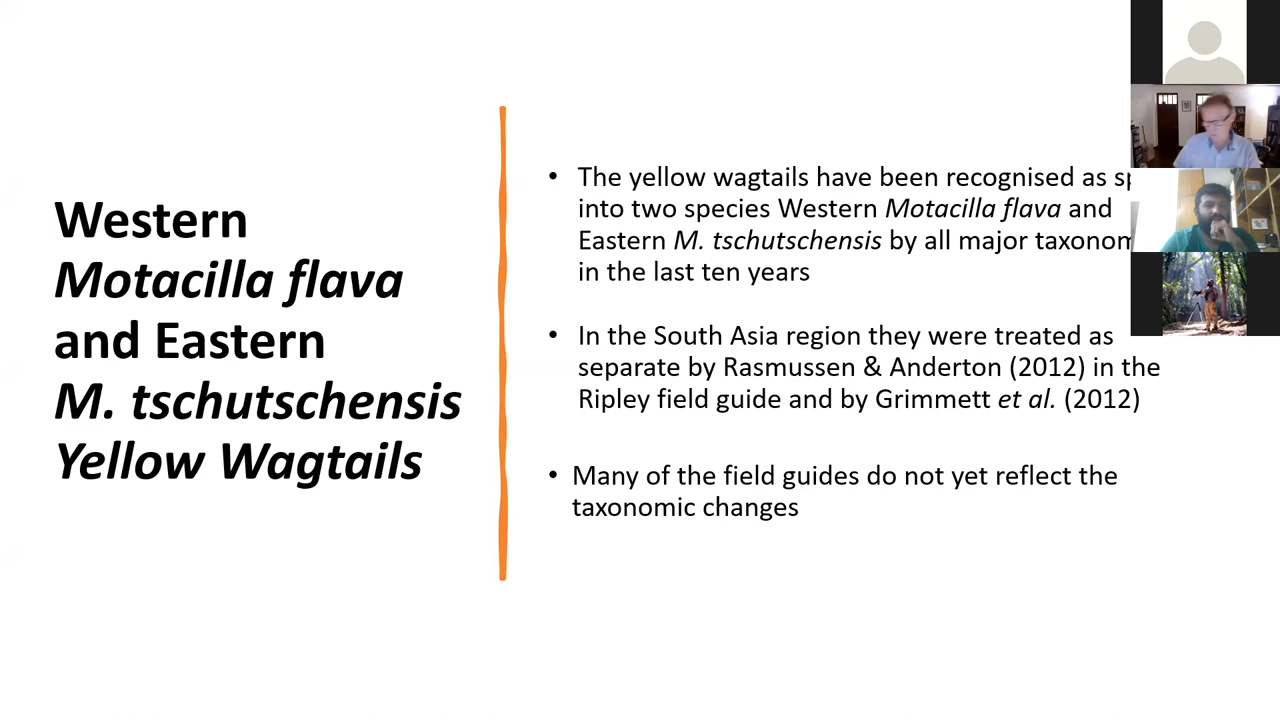 Western
Motacilla flava
and Eastern
M. tschutschensis
Yellow Wagtails
• The yellow wagtails have been recognised as
into two species Western Motacilla flava and
Eastern M. tschutschensis by all major
in the last ten years
• In the South Asia region they were treated as
separate by Rasmussen & Anderton (2012) in the
Ripley field guide and by Grimmett et al. (2012)
• Many of the field guides do not yet reflect the
taxonomic changes